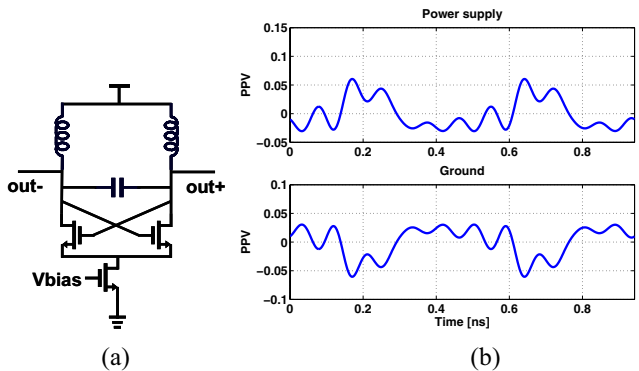 out-
out+
Vbias
(a)
Power supply
PPV
0.15
0.1
0.05
0
−0.05
0 0.2 0.4 0.6 0.8
Ground
PPV
0.1
0.05
0
−0.05
−0.1
0 0.2 0.4 0.6 0.8
Time [ns]
(b)